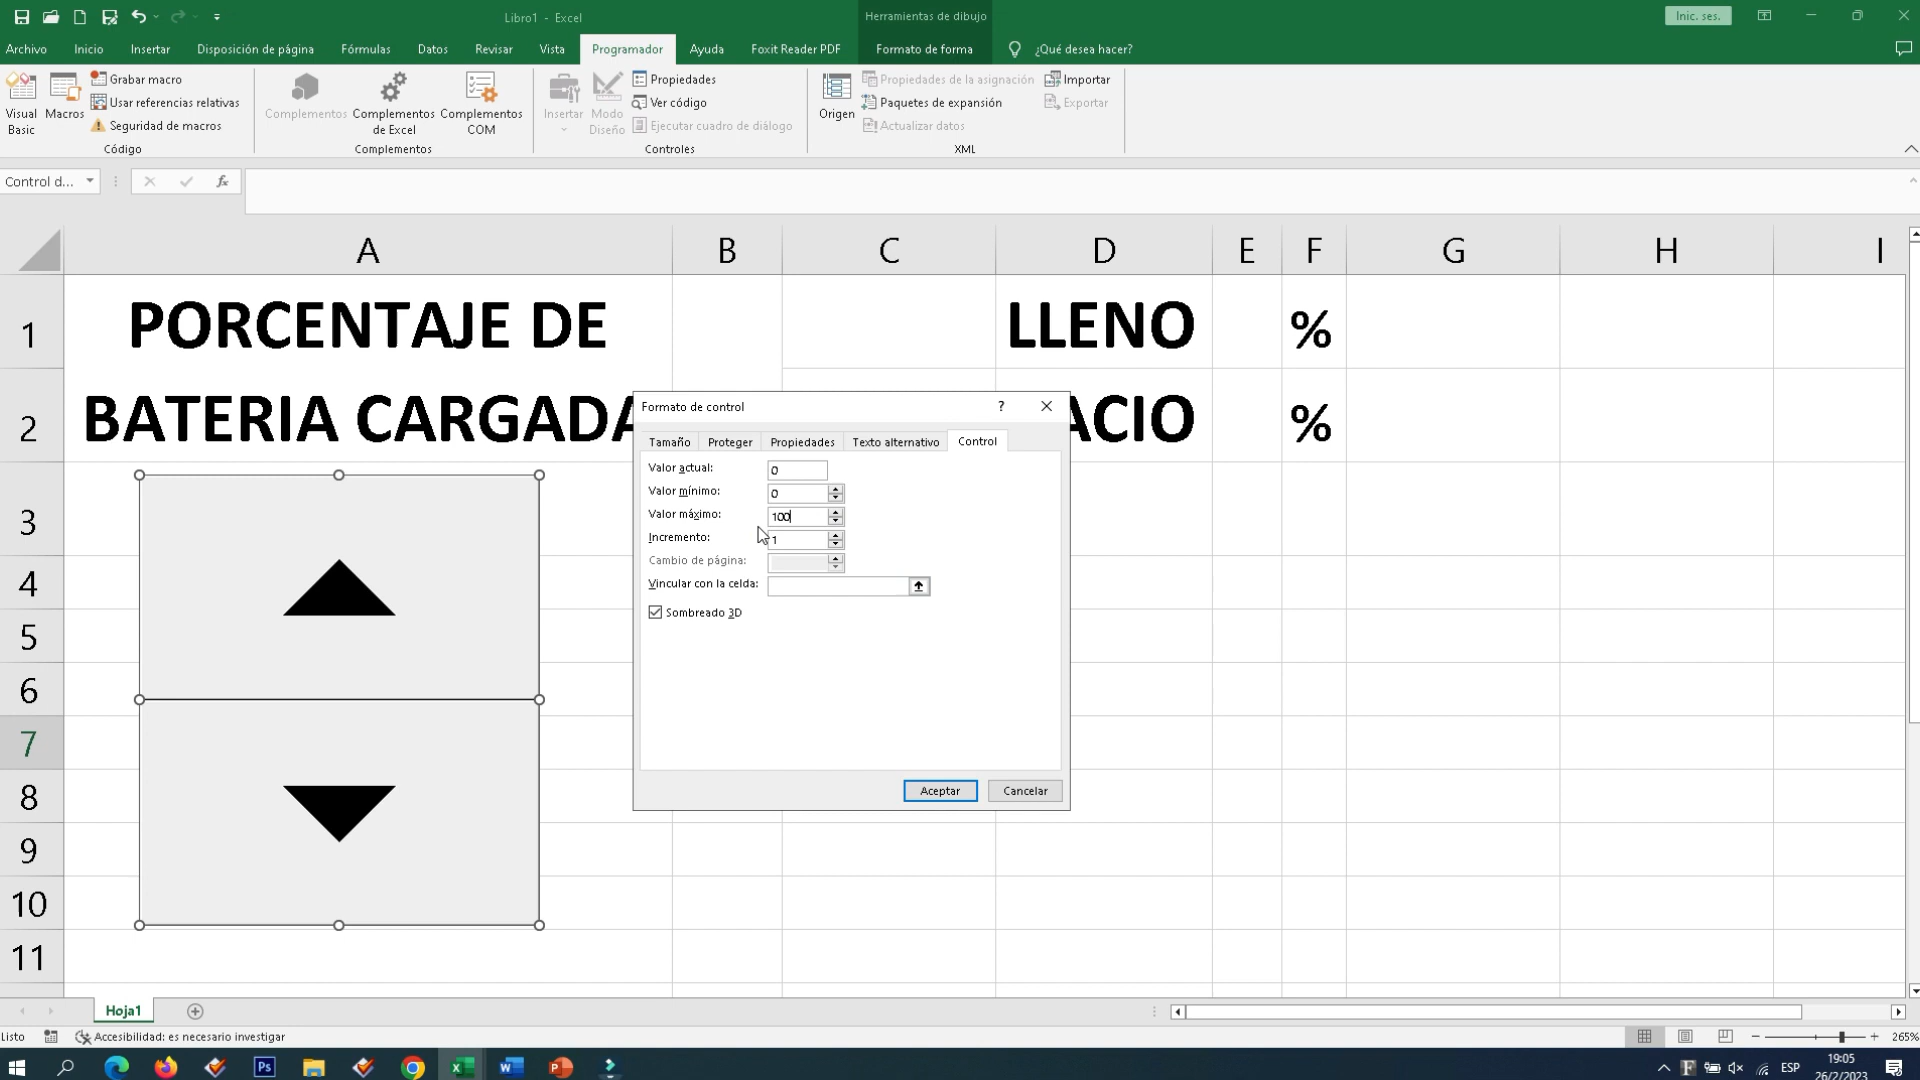 Libro1 - Excel
Herramientas de dibujo
Inic. ses.
Archivo Inicio Insertar Disposición de página Fórmulas Datos Revisar Vista Programador Ayuda Foxit Reader PDF Formato de forma ¿Qué desea hacer?
Visual Basic
Macros
Grabar macro
Usar referencias relativas
Seguridad de macros
Código
Complementos
Complementos de Excel
Complementos COM
Complementos
Insertar
Modo Diseño
Propiedades
Ver código
Ejecutar cuadro de diálogo
Controles
Origen
Propiedades de la asignación
Paquetes de expansión
Actualizar datos
Importar
Exportar
XML
Control d...
fx
A B C D E F G H I
1 PORCENTAJE DE LLENO %
2 BATERIA CARGADA ACIO %
3
4
5
6
7
8
9
10
11
Formato de control
?
Tamaño Proteger Propiedades Texto alternativo Control
Valor actual: 0
Valor mínimo: 0
Valor máximo: 100
Incremento: 1
Cambio de página:
Vincular con la celda:
Sombreado 3D
Aceptar Cancelar
Hoja1
Listo Accesibilidad: es necesario investigar
265%
Ps
ESP
19:05
26/2/2023